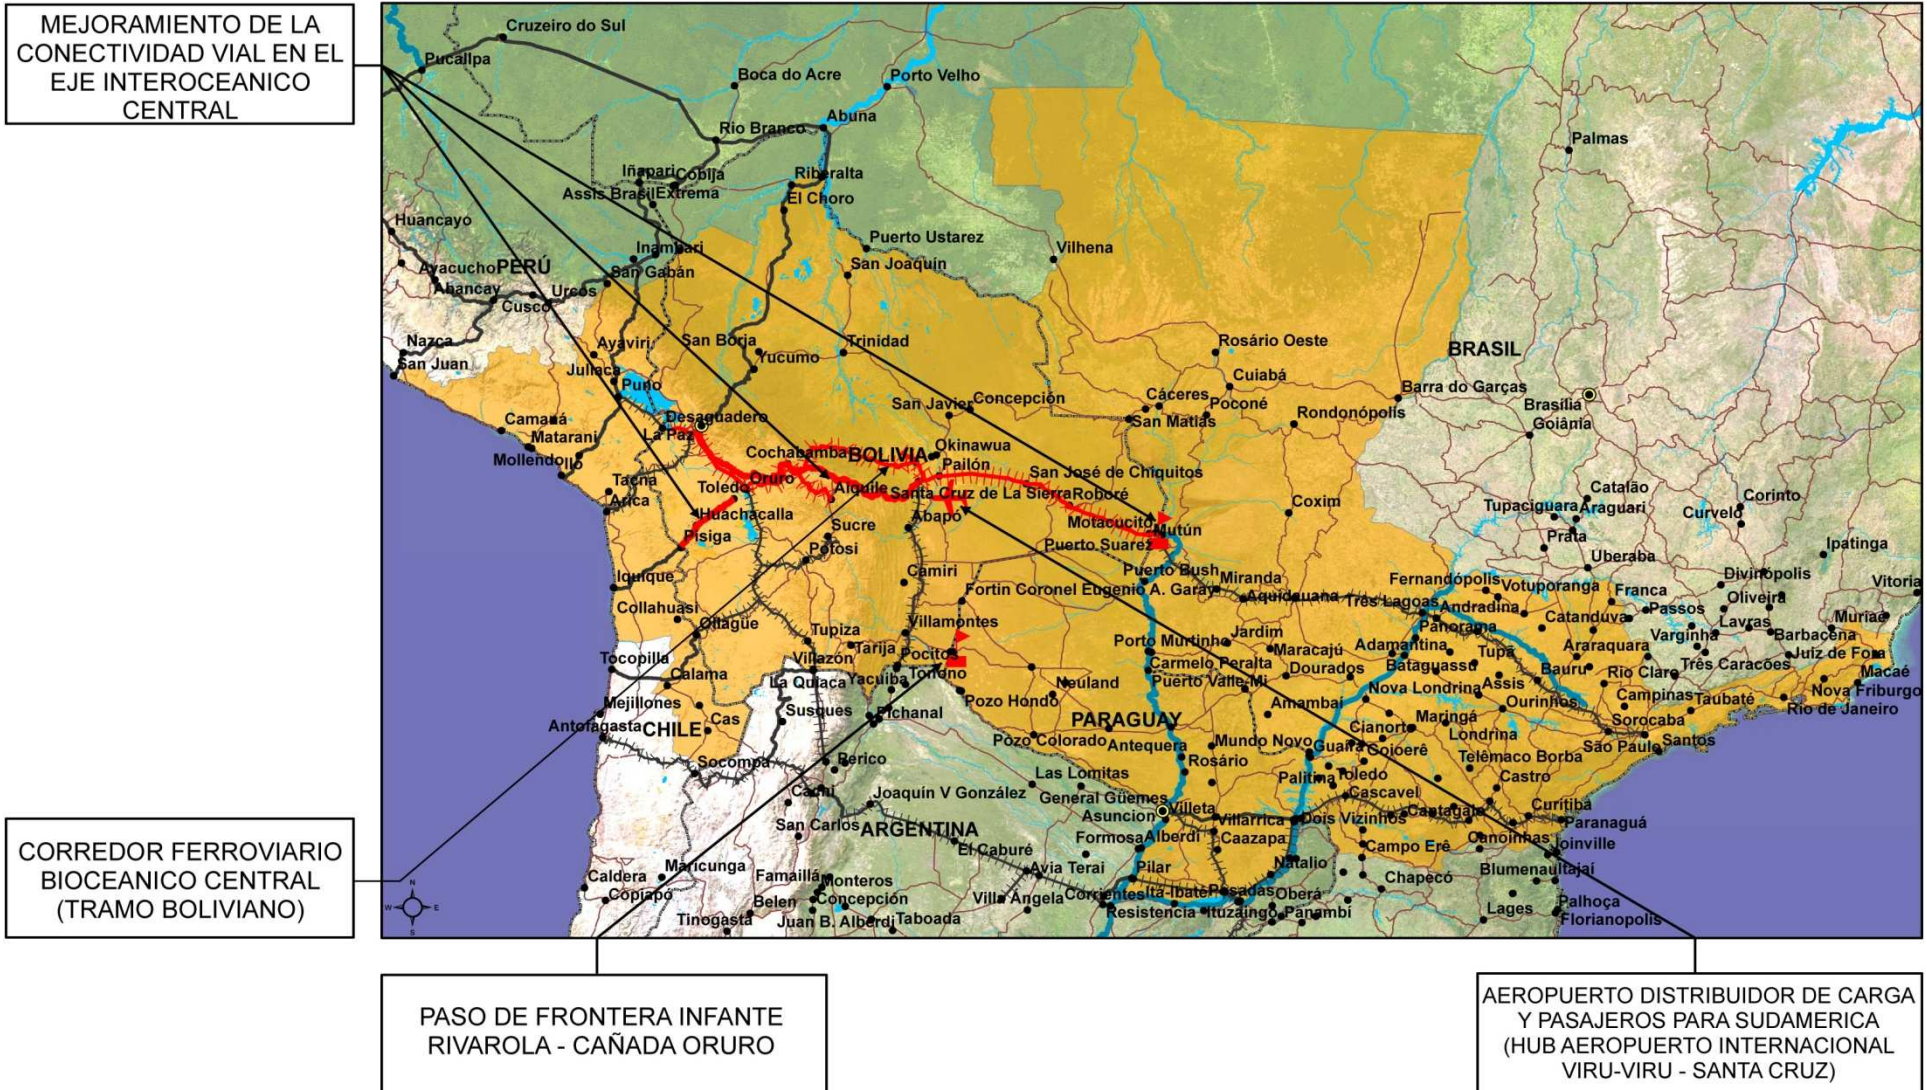 MEJORAMIENTO DE LA
CONECTIVIDAD VIAL EN EL
EJE INTEROCEANICO
CENTRAL
CORREDOR FERROVIARIO
BIOCEANICO CENTRAL
(TRAMO BOLIVIANO)
PASO DE FRONTERA INFANTE
RIVAROLA - CAÑADA ORURO
AEROPUERTO DISTRIBUIDOR DE CARGA
Y PASAJEROS PARA SUDAMERICA
(HUB AEROPUERTO INTERNACIONAL
VIRU-VIRU - SANTA CRUZ)
Cruzeiro do Sul
Pucallpa
Boca do Acre
Porto Velho
Abuna
Rio Branco
Palmas
Iñapari
Cobija
Assis Brasil
Extrema
Riberalta
El Choro
Huancayo
Puerto Ustarez
Vilhena
Inambari
San Gabán
San Joaquín
Ayacucho
PERÚ
Abancay
Cusco
Urcos
Nazca
San Juan
Ayaviri
Juliaca
Puno
San Borja
Yucumo
Trinidad
Rosário Oeste
BRASIL
Cuiabá
Barra do Garças
Brasília
Goiânia
San Javier
Concepción
Cáceres
Poconé
San Matías
Rondonópolis
Camaná
Matarani
Mollendo
Ilo
Desaguadero
La Paz
Cochabamba
BOLIVIA
Okinawua
Pailón
San José de Chiquitos
Tacna
Arica
Toledo
Oruro
Aiquile
Santa Cruz de La Sierra
Roboré
Coxim
Catalão
Corinto
Tupaciguara
Araguari
Curvelo
Huachacalla
Pisiga
Sucre
Abapó
Motacucito
Mutún
Prata
Puerto Suarez
Potosi
Uberaba
Ipatinga
Iquique
Camiri
Puerto Bush
Miranda
Fernandópolis
Votuporanga
Divinópolis
Vitoria
Fortin Coronel Eugenio A. Garay
Aquidauana
Três Lagoas
Andradina
Franca
Oliveira
Collahuasi
Ollague
Villamontes
Catanduva
Passos
Muriaé
Tupiza
Tarija
Pocitos
Porto Murtinho
Jardim
Panorama
Varginha
Lavras
Barbacena
Tocopilla
Villazón
Carmelo Peralta
Maracajú
Adamantina
Tupã
Araraquara
Juiz de Fora
Calama
La Quiaca
Yacuiba
Tonono
Neuland
Puerto Valle-Mi
Dourados
Bataguassu
Bauru
Três Caracões
Macaé
Mejillones
Susques
Pozo Hondo
Amambai
Nova Londrina
Assis
Rio Claro
Nova Friburgo
Antofagasta
CHILE
Cas
Pichanal
PARAGUAY
Ourinhos
Campinas
Taubaté
Rio de Janeiro
Pozo Colorado
Antequera
Mundo Novo
Cianorte
Maringá
Londrina
Sorocaba
São Paulo
Santos
Socompa
Perico
Rosário
Guaíra
Goioerê
Telêmaco Borba
Castro
Las Lomitas
Palitina
Toledo
Cachi
Joaquín V González
General Güemes
Asuncion
Villeta
Cascavel
Cantagalo
Curitiba
San Carlos
ARGENTINA
Formosa
Alberdi
Villarrica
Caazapa
Dois Vizinhos
Canoinhas
Paranaguá
El Caburé
Campo Erê
Joinville
Avia Terai
Pilar
Natalio
Chapecó
Blumenau
Itajaí
Caldera
Copiapó
Maricunga
Famaillá
Monteros
Concepción
Villa Ángela
Corrientes
Itá-Ibaté
Posadas
Oberá
Palhoça
Belen
Tinogasta
Juan B. Alberdi
Taboada
Resistencia
Ituzaingó
Panambí
Lages
Florianopolis
N
W
E
S